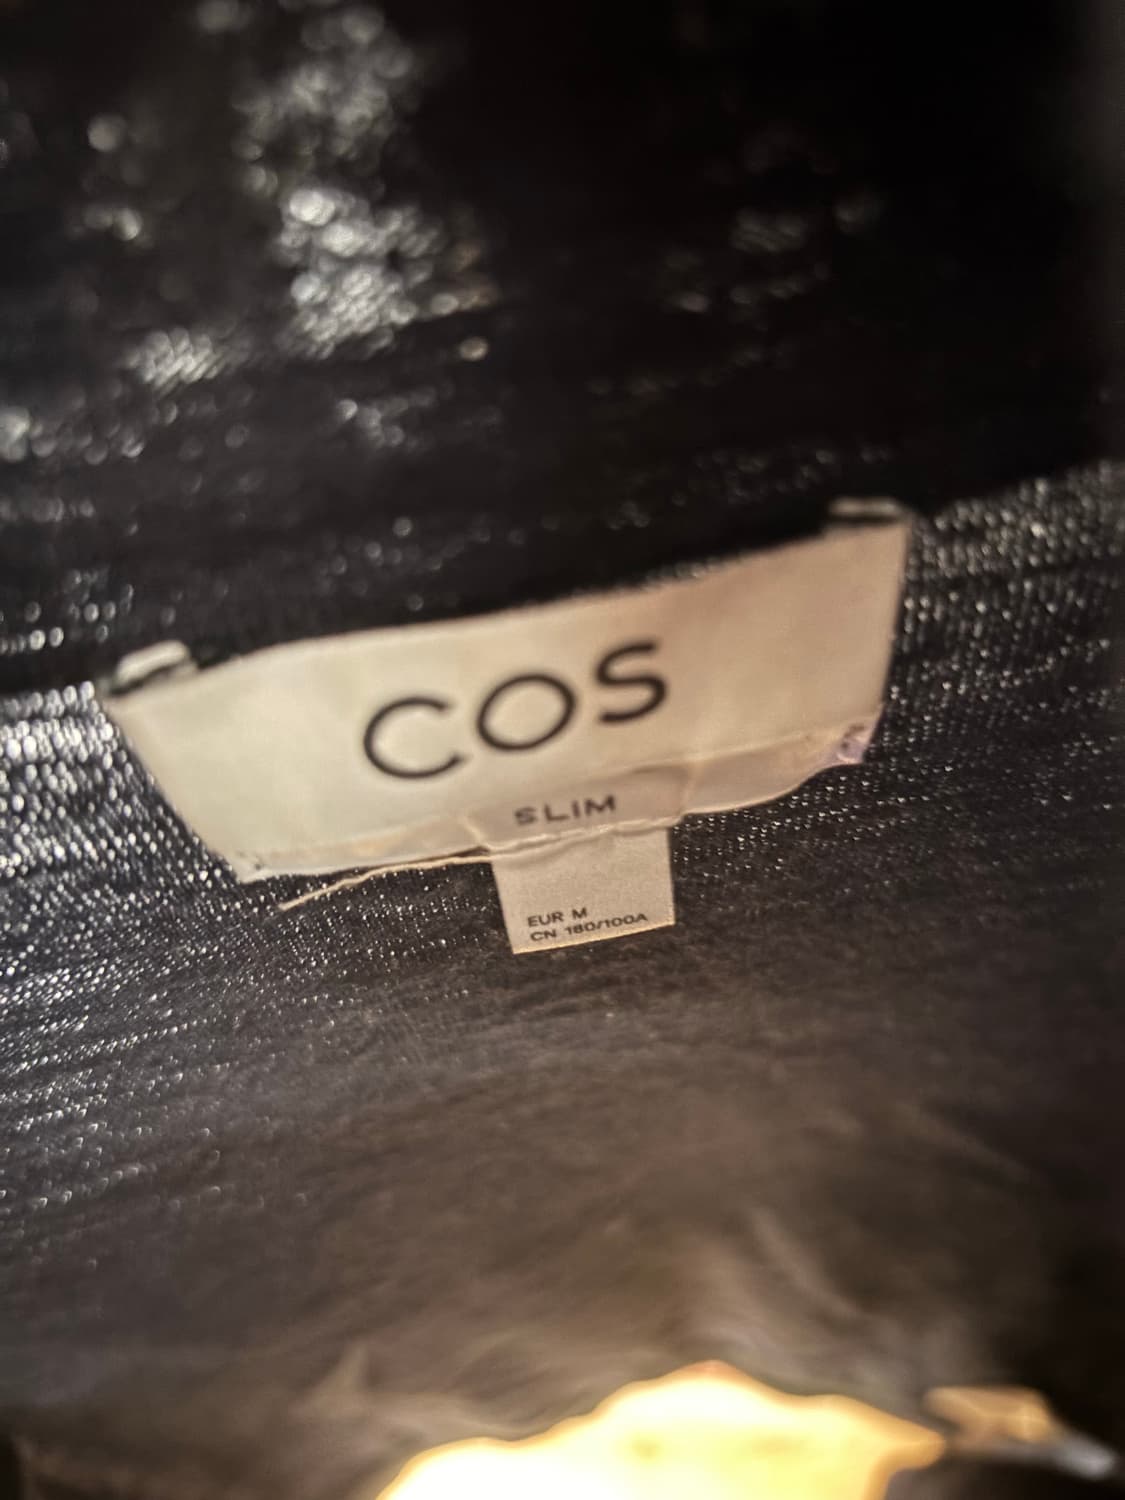 COS
SLIM
EUR M
CN 180/100A